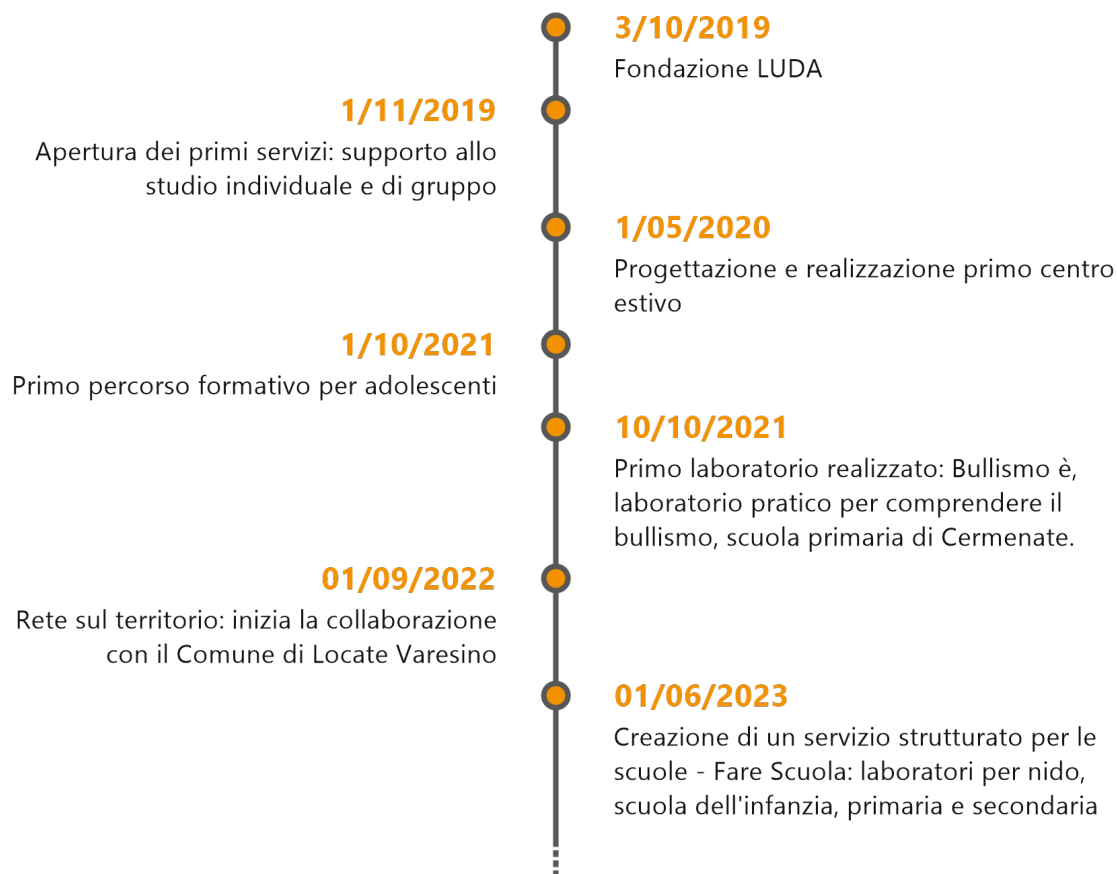 3/10/2019
Fondazione LUDA
1/11/2019
Apertura dei primi servizi: supporto allo
studio individuale e di gruppo
1/05/2020
Progettazione e realizzazione primo centro
estivo
1/10/2021
Primo percorso formativo per adolescenti
10/10/2021
Primo laboratorio realizzato: Bullismo è,
laboratorio pratico per comprendere il
bullismo, scuola primaria di Cermenate.
01/09/2022
Rete sul territorio: inizia la collaborazione
con il Comune di Locate Varesino
01/06/2023
Creazione di un servizio strutturato per le
scuole - Fare Scuola: laboratori per nido,
scuola dell'infanzia, primaria e secondaria